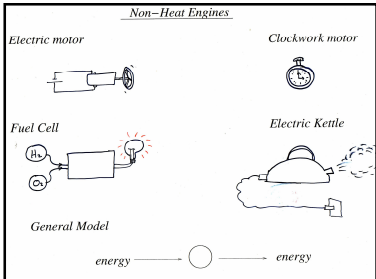 Non-Heat Engines
Electric motor
Clockwork motor
Fuel Cell
Electric Kettle
H2
O2
General Model
energy
energy